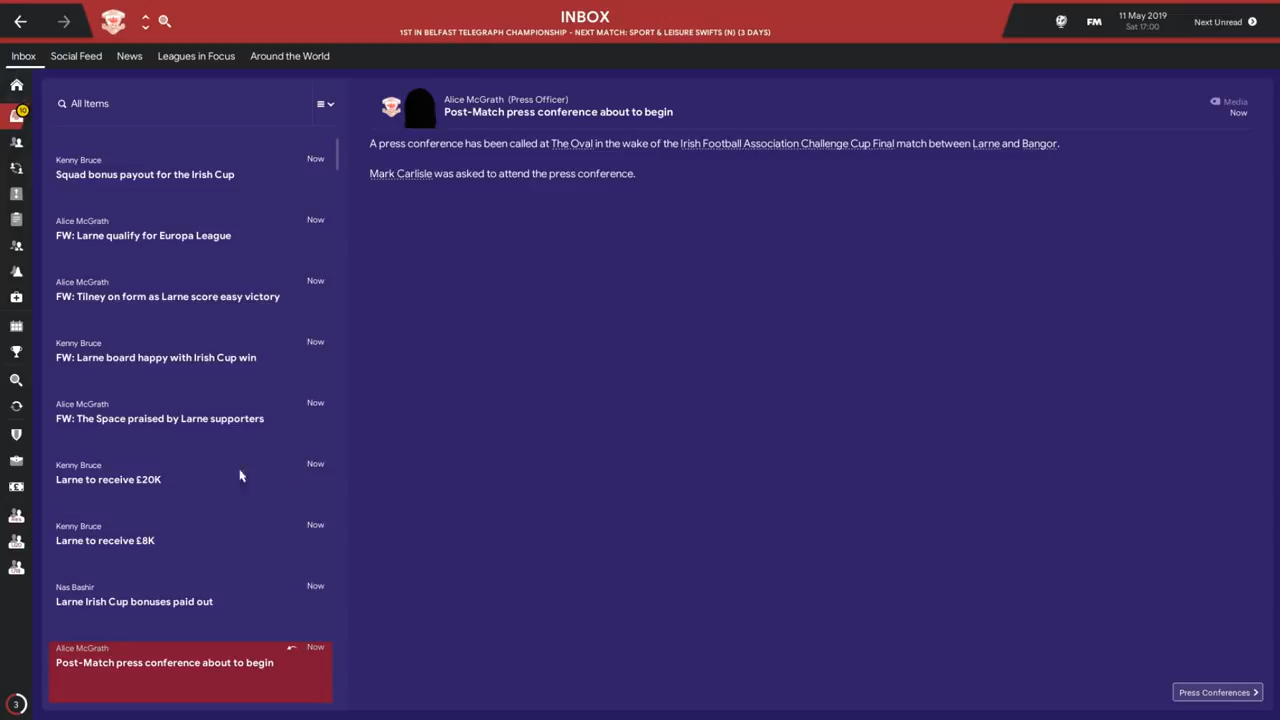 INBOX
1ST IN BELFAST TELEGRAPH CHAMPIONSHIP - NEXT MATCH: SPORT & LEISURE SWIFTS (N) (3 DAYS)
FM
11 May 2019
Sat 17:00
Next Unread
Inbox
Social Feed
News
Leagues in Focus
Around the World
10
All Items
Kenny Bruce
Now
Squad bonus payout for the Irish Cup
Alice McGrath
Now
FW: Larne qualify for Europa League
Alice McGrath
Now
FW: Tilney on form as Larne score easy victory
Kenny Bruce
Now
FW: Larne board happy with Irish Cup win
Alice McGrath
Now
FW: The Space praised by Larne supporters
Kenny Bruce
Now
Larne to receive £20K
Kenny Bruce
Now
Larne to receive £8K
Nas Bashir
Now
Larne Irish Cup bonuses paid out
Alice McGrath
Now
Post-Match press conference about to begin
3
Alice McGrath (Press Officer)
Post-Match press conference about to begin
Media
Now
A press conference has been called at The Oval in the wake of the Irish Football Association Challenge Cup Final match between Larne and Bangor.
Mark Carlisle was asked to attend the press conference.
Press Conferences